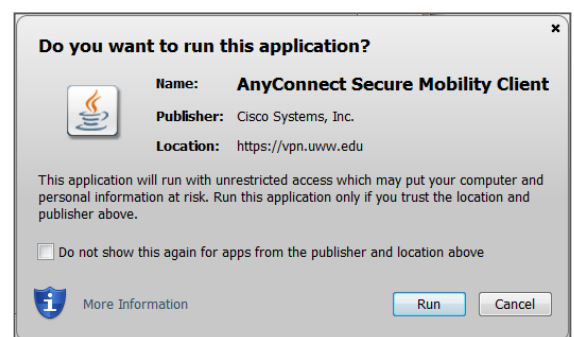 Do you want to run this application?
Name: AnyConnect Secure Mobility Client
Publisher: Cisco Systems, Inc.
Location: https://vpn.uww.edu
This application will run with unrestricted access which may put your computer and
personal information at risk. Run this application only if you trust the location and
publisher above.
Do not show this again for apps from the publisher and location above
More Information
Run Cancel